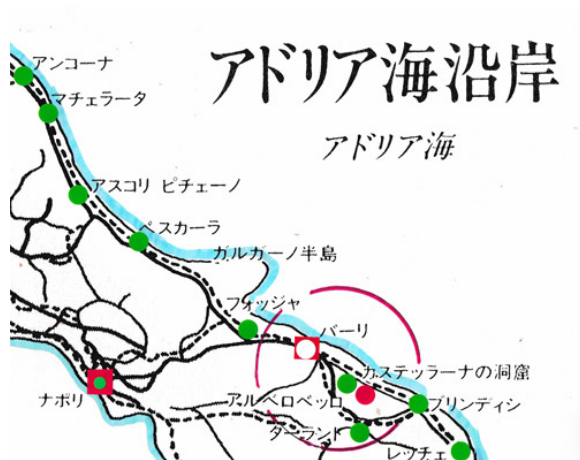 アドリア海沿岸
アンコーナ
マチェラータ
アドリア海
アスコリ ピチェーノ
ペスカーラ
ガルガーノ半島
フォッジャ
バーリ
カステッラーナの洞窟
ナポリ
アルベロベッロ
ブリンディシ
ターラント
レッチェ